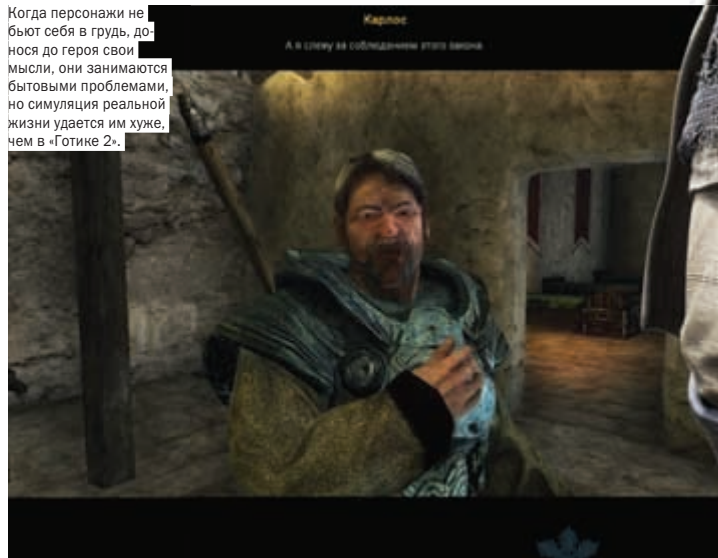 Когда персонажи не
бьют себя в грудь, до-
нося до героя свои
мысли, они занимаются
бытовыми проблемами,
но симуляция реальной
жизни удается им хуже,
чем в «Готике 2».
Карлос
А я слежу за соблюдением этого закона